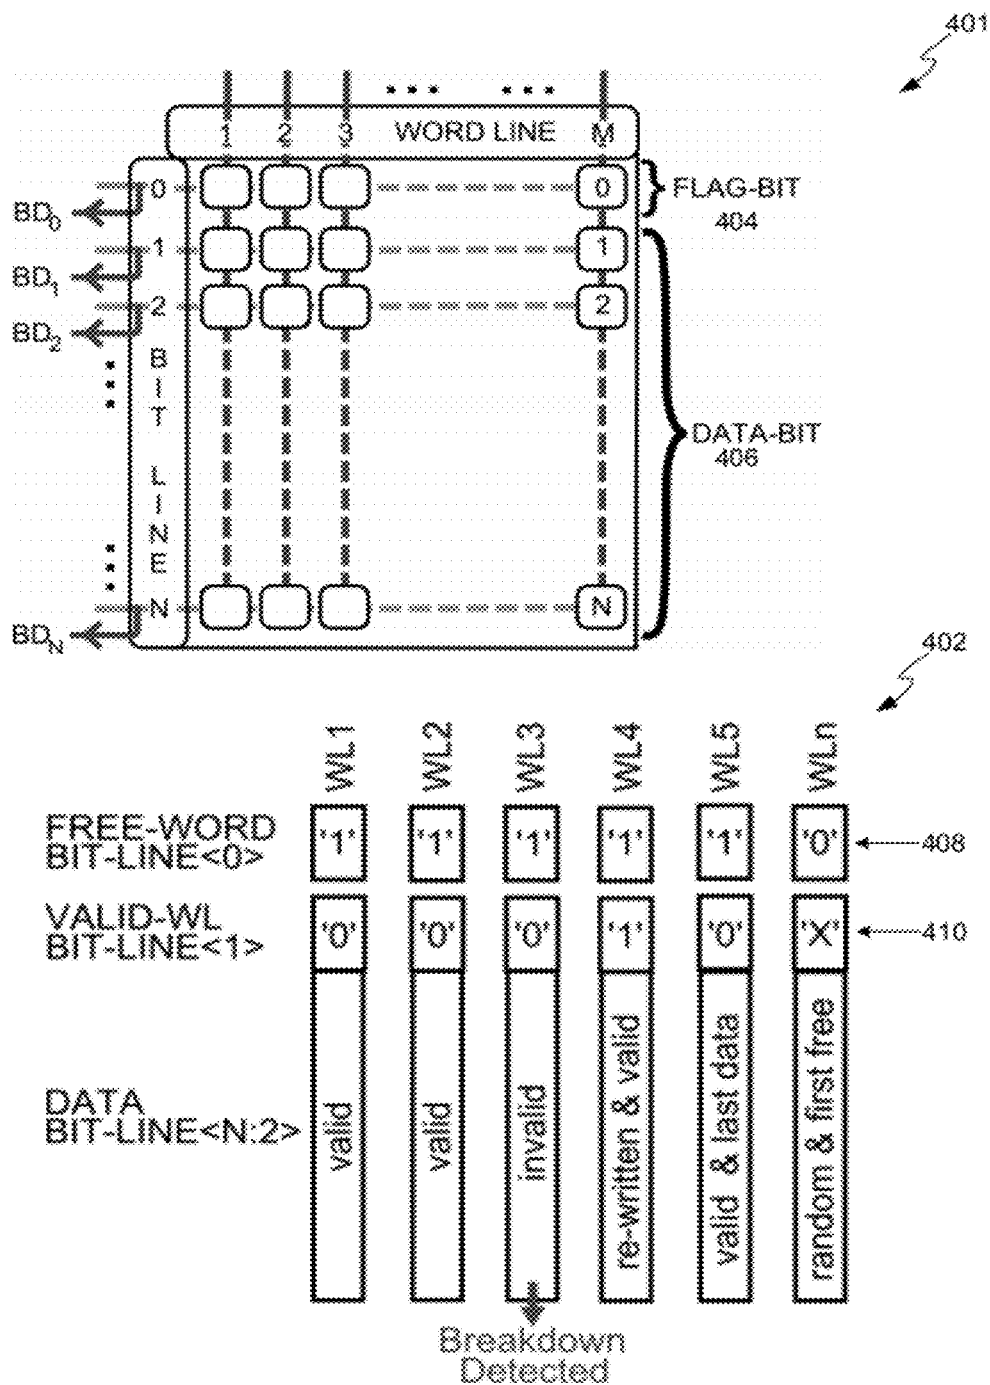 401
1 2 3 WORD LINE M
0 0 FLAG-BIT
BD0 404
1 1
BD1
2 2
BD2
BIT LINE
DATA-BIT
406
N N
BDN
402
WL1 WL2 WL3 WL4 WL5 WLn
FREE-WORD
BIT-LINE<0> '1' '1' '1' '1' '1' '0' 408
VALID-WL
BIT-LINE<1> '0' '0' '0' '1' '0' 'X' 410
DATA
BIT-LINE<N:2>
valid
valid
invalid
re-written & valid
valid & last data
random & first free
Breakdown
Detected